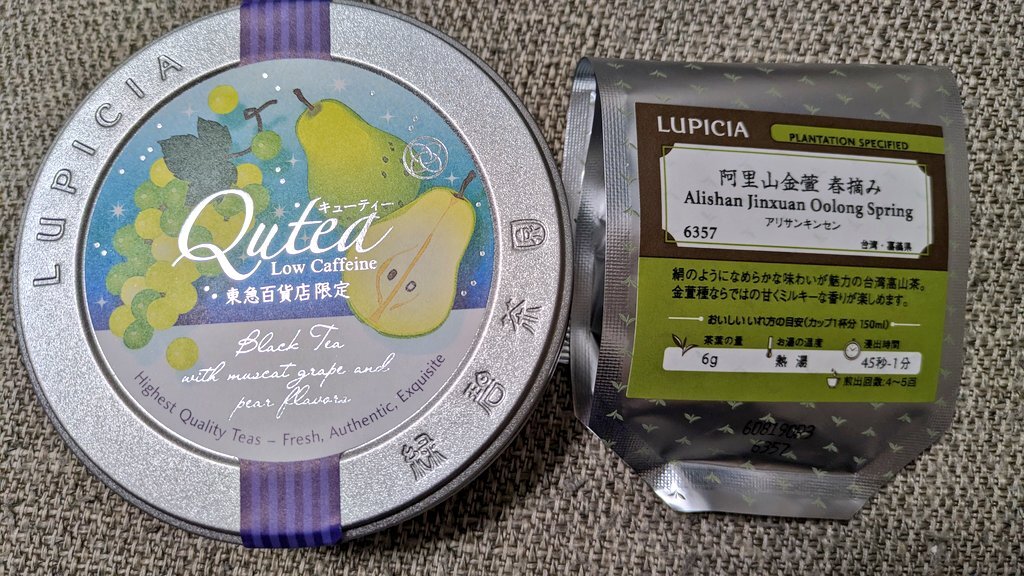 LUPICIA
Qutea
キューティー
Low Caffeine
東急百貨店限定
Black Tea
with muscat grape and
pear flavors
Highest Quality Teas – Fresh, Authentic, Exquisite
緑碧茶園
LUPICIA
PLANTATION SPECIFIED
阿里山金萱 春摘み
Alishan Jinxuan Oolong Spring
アリサンキンセン
6357
台湾・嘉義県
絹のようになめらかな味わいが魅力の台湾高山茶。
金萱種ならではの甘くミルキーな香りが楽しめます。
おいしいいれ方の目安(カップ1杯分 150ml)
茶葉の量 お湯の温度 浸出時間
6g 熱湯 45秒-1分
煎出回数:4〜5回
6357